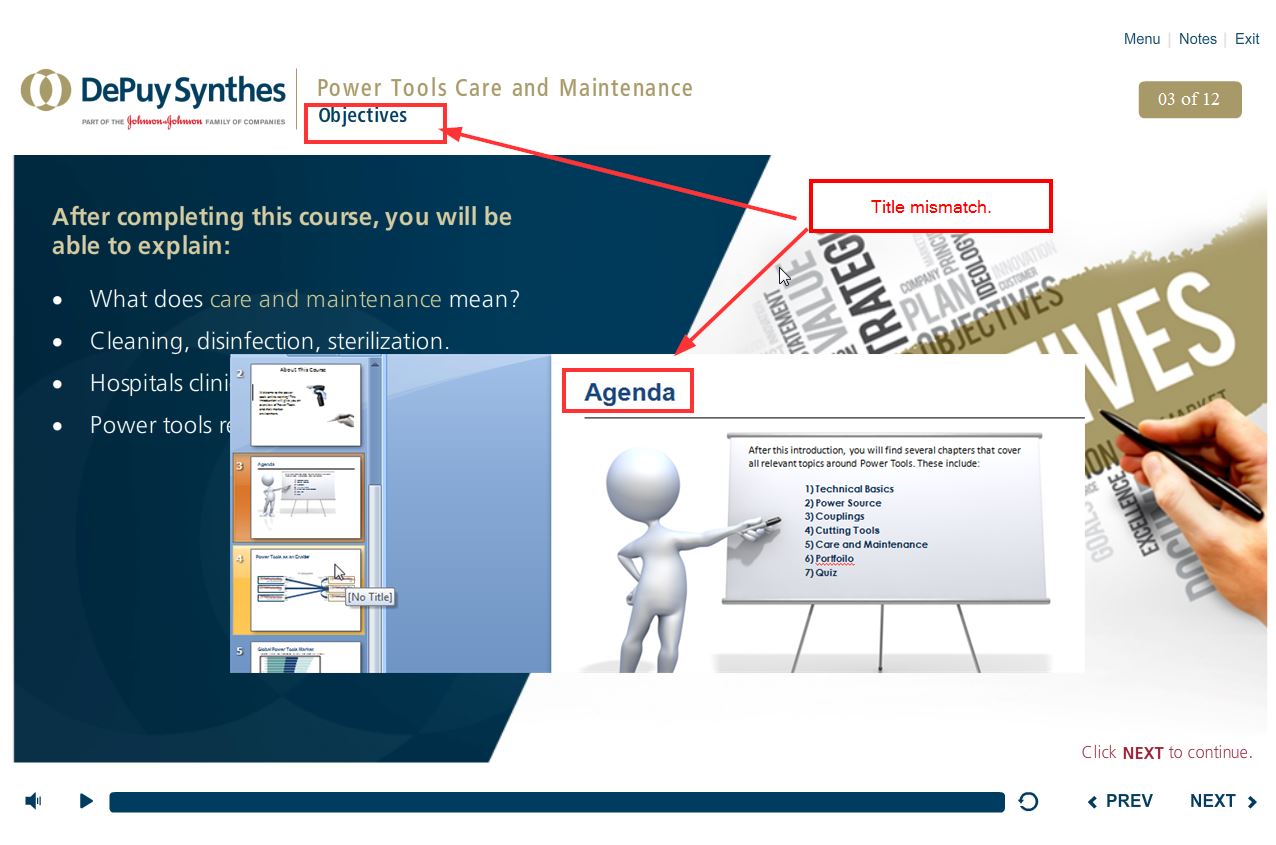 Menu | Notes | Exit
DePuy Synthes
PART OF THE Johnson & Johnson FAMILY OF COMPANIES
Power Tools Care and Maintenance
Objectives
03 of 12
Title mismatch.
After completing this course, you will be
able to explain:
• What does care and maintenance mean?
• Cleaning, disinfection, sterilization.
• Hospitals clini
• Power tools re
STATEMENT
VALUE
STRATEGY
COMPANY
PLAN
PRINCI
IDEOLOGY
INNOVATION
CUSTOMER
OBJECTIVES
TIVES
MARKET
GOALS
EXCELLENCE
2
About This Course
3
Agenda
4
Power Tools as an Enabler
[No Title]
5
Global Power Tools Market
Agenda
After this introduction, you will find several chapters that cover
all relevant topics around Power Tools. These include:
1) Technical Basics
2) Power Source
3) Couplings
4) Cutting Tools
5) Care and Maintenance
6) Portfoilo
7) Quiz
Click NEXT to continue.
PREV
NEXT